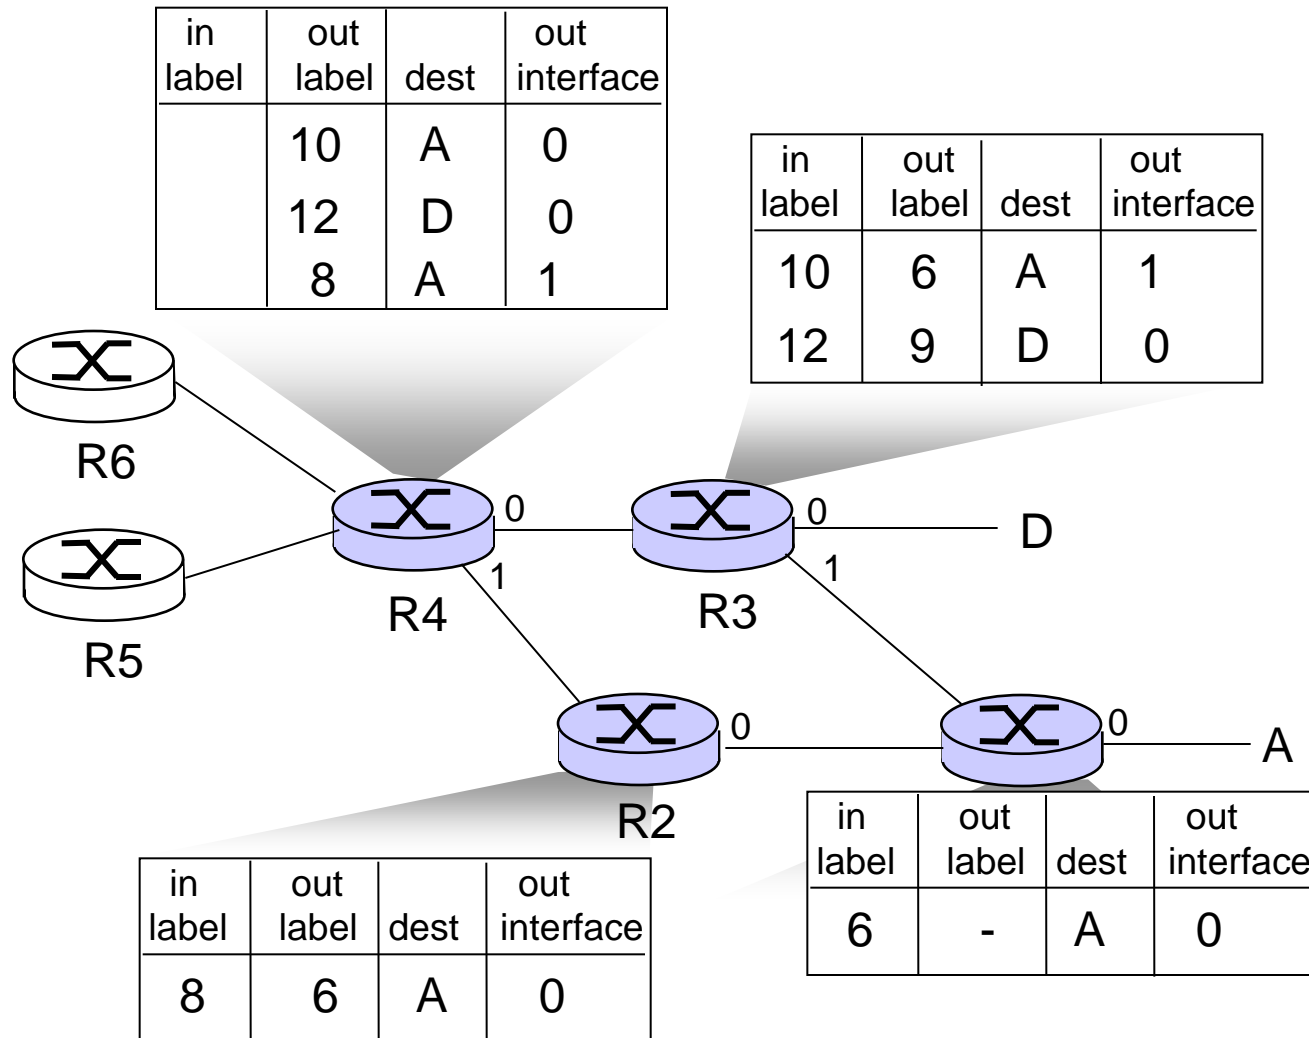 in out out
label label dest interface
10 A 0
12 D 0
8 A 1
in out out
label label dest interface
10 6 A 1
12 9 D 0
R6
0
0
D
1
1
R4
R3
R5
0
0
A
R2
in out out
label label dest interface
6 - A 0
in out out
label label dest interface
8 6 A 0